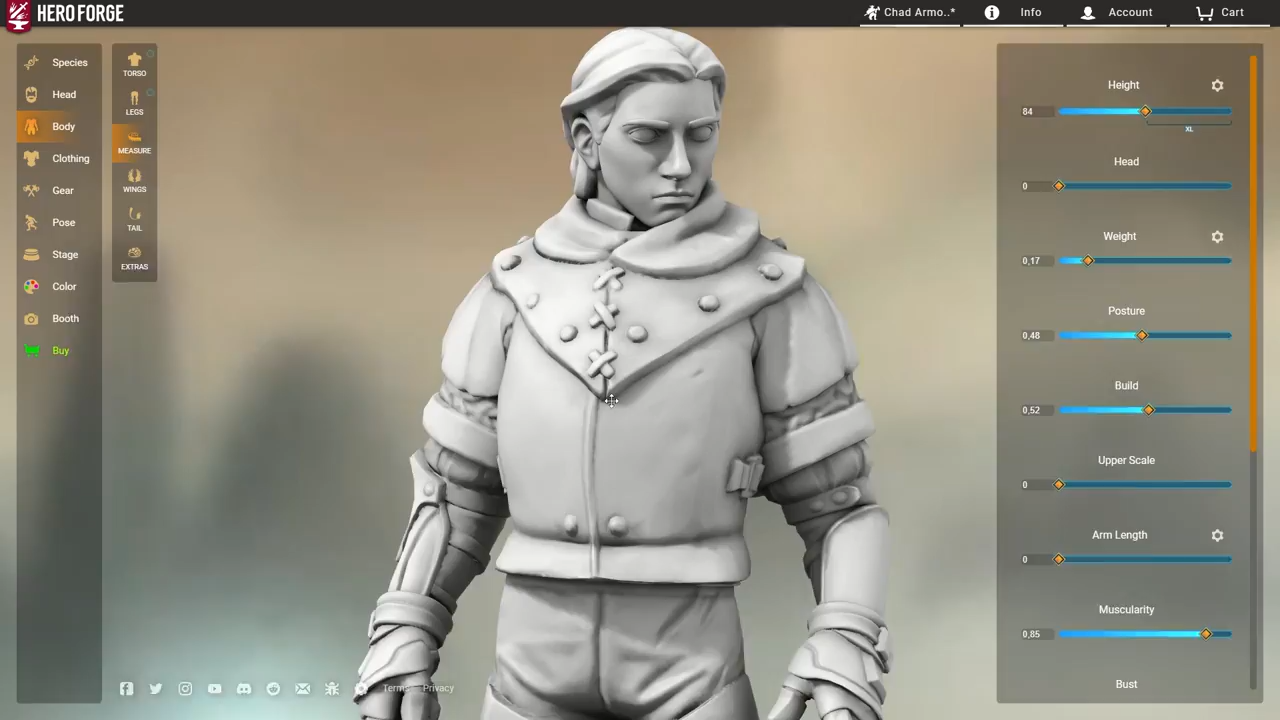 HERO FORGE
Chad Armo..*
Info
Account
Cart
Species
Head
Body
Clothing
Gear
Pose
Stage
Color
Booth
Buy
TORSO
LEGS
MEASURE
WINGS
TAIL
EXTRAS
Height
84
XL
Head
0
Weight
0,17
Posture
0,48
Build
0,52
Upper Scale
0
Arm Length
0
Muscularity
0,85
Bust
Terms Privacy